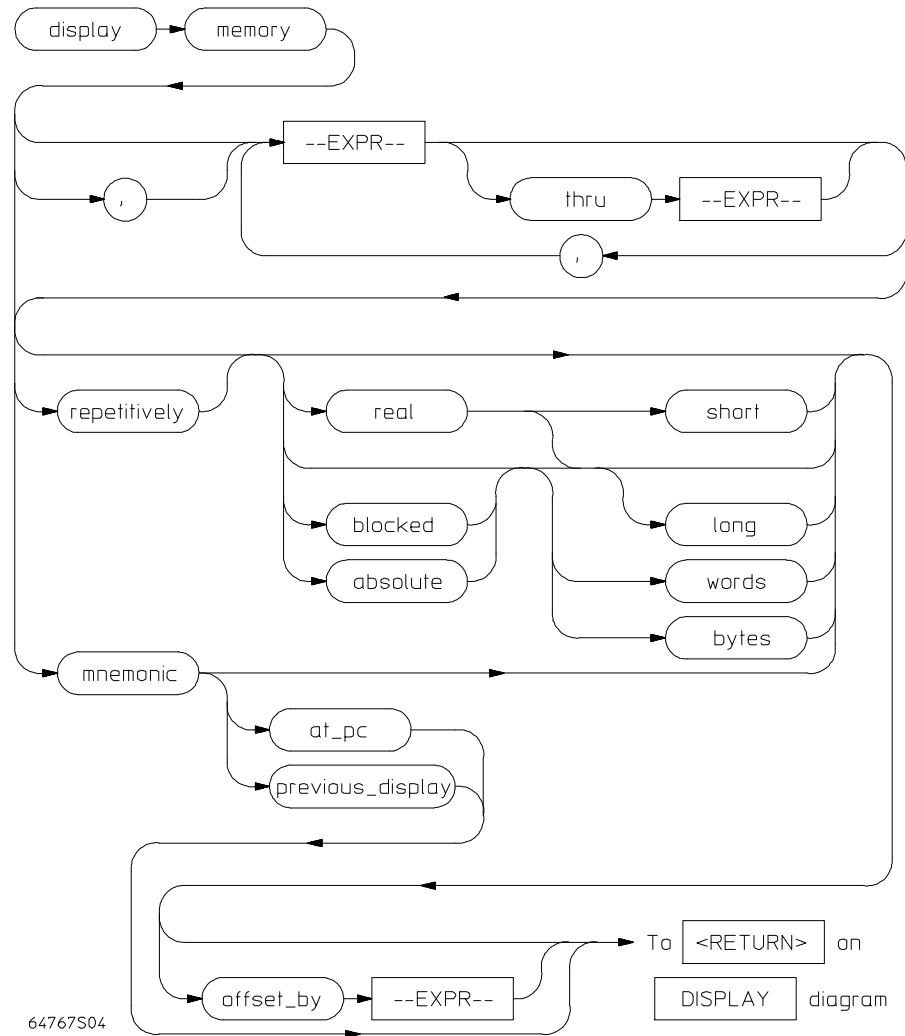 display memory
--EXPR--
, thru --EXPR--
,
repetitively real short
blocked long
absolute words
bytes
mnemonic
at_pc
previous_display
To <RETURN> on
offset_by --EXPR-- DISPLAY diagram
64767S04